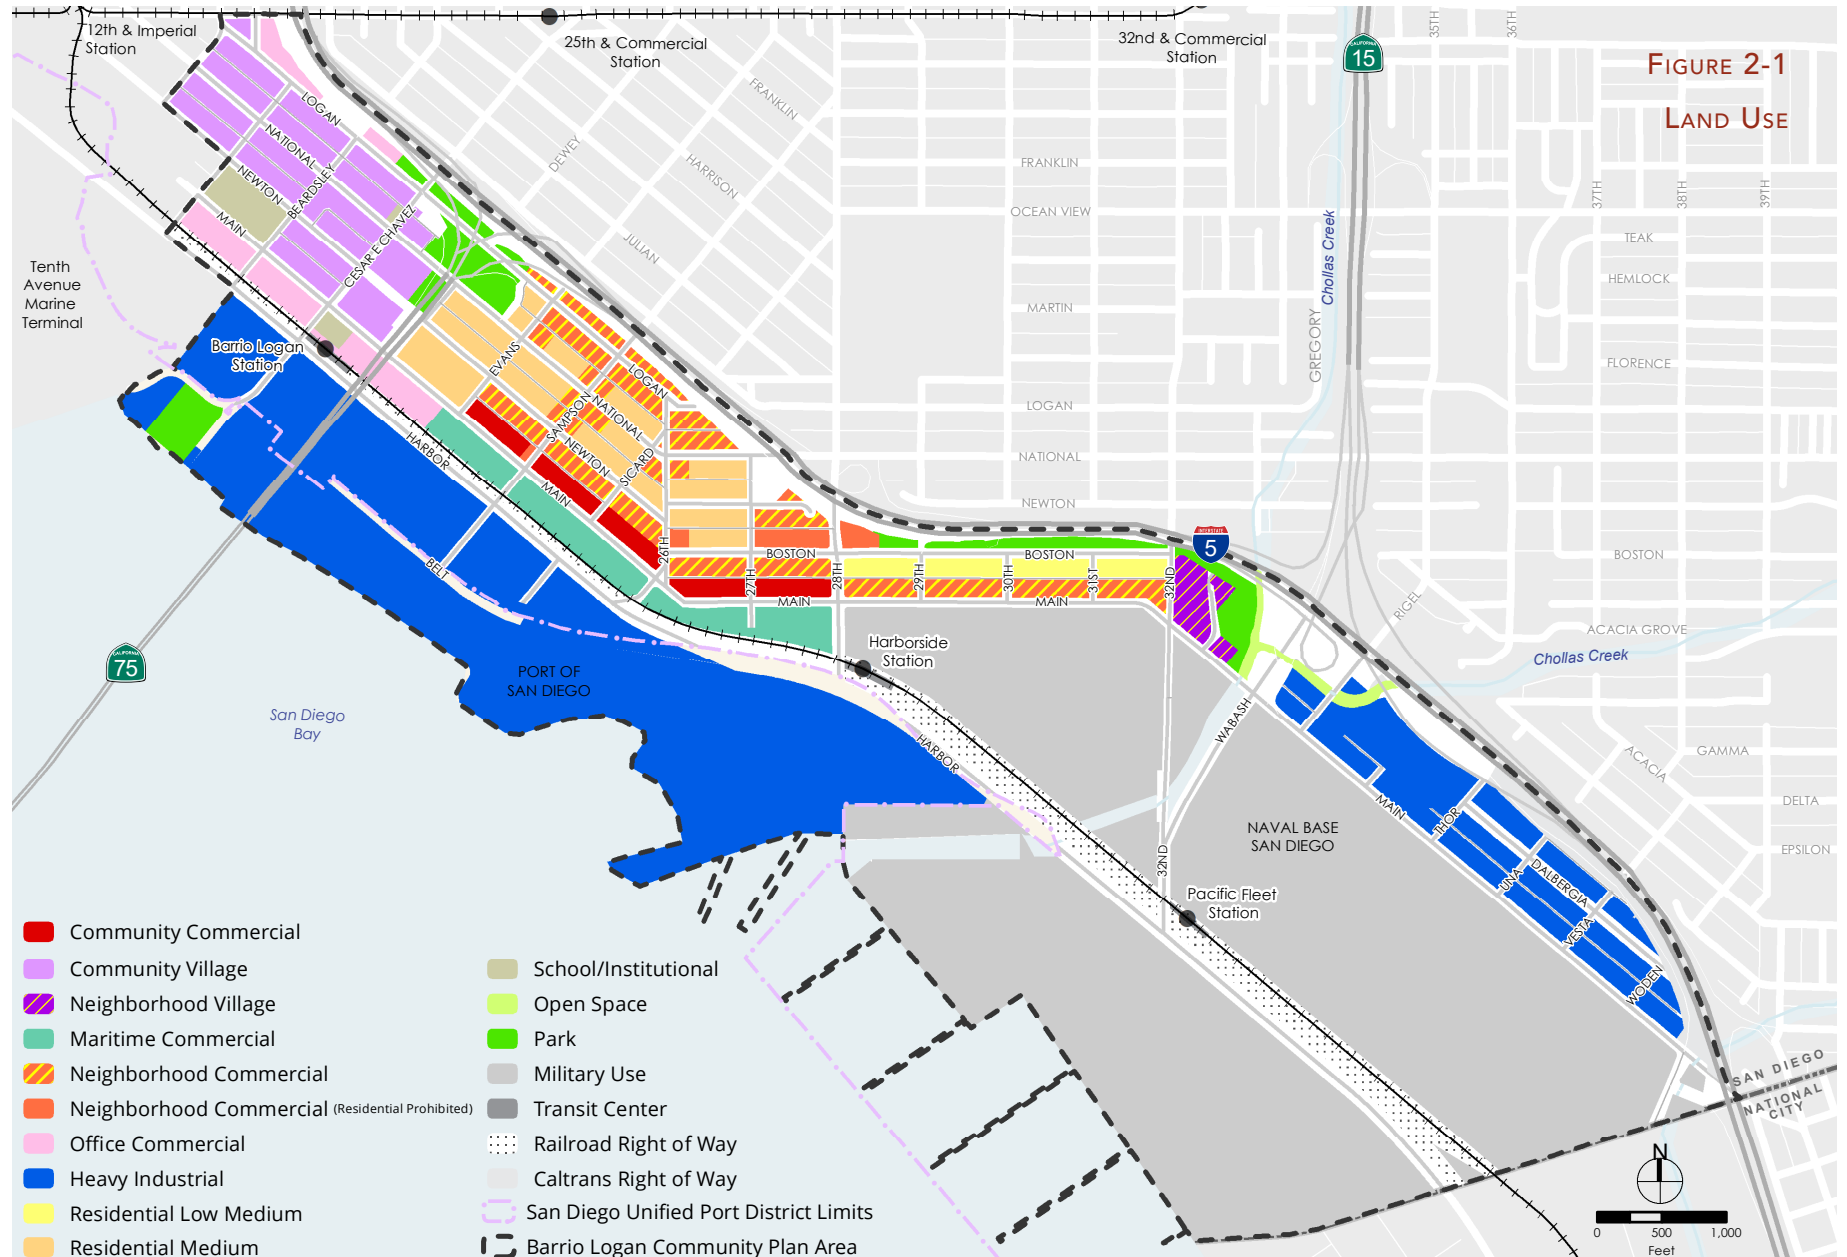 FIGURE 2-1
LAND USE
12th & Imperial
Station
25th & Commercial
Station
32nd & Commercial
Station
CALIFORNIA
15
35TH
36TH
37TH
38TH
39TH
FRANKLIN
DEWEY
HARRISON
JULIAN
FRANKLIN
OCEAN VIEW
MARTIN
LOGAN
NATIONAL
NEWTON
GREGORY
Chollas Creek
TEAK
HEMLOCK
FLORENCE
BOSTON
RIGEL
ACACIA GROVE
Chollas Creek
ACACIA
GAMMA
DELTA
EPSILON
LOGAN
NATIONAL
NEWTON
BEARDSLEY
MAIN
CESAR E CHAVEZ
Tenth
Avenue
Marine
Terminal
Barrio Logan
Station
EVANS
LOGAN
SAMPSON
NATIONAL
NEWTON
SICARD
HARBOR
MAIN
26TH
BELT
BOSTON
BOSTON
27TH
28TH
29TH
30TH
31ST
32ND
MAIN
MAIN
INTERSTATE
5
CALIFORNIA
75
PORT OF
SAN DIEGO
San Diego
Bay
Harborside
Station
HARBOR
WABASH
32ND
NAVAL BASE
SAN DIEGO
Pacific Fleet
Station
MAIN
THOR
UNA
DALBERGIA
VESTA
WODEN
SAN DIEGO
NATIONAL
CITY
Community Commercial
Community Village
Neighborhood Village
Maritime Commercial
Neighborhood Commercial
Neighborhood Commercial (Residential Prohibited)
Office Commercial
Heavy Industrial
Residential Low Medium
Residential Medium
School/Institutional
Open Space
Park
Military Use
Transit Center
Railroad Right of Way
Caltrans Right of Way
San Diego Unified Port District Limits
Barrio Logan Community Plan Area
N
0 500 1,000
Feet